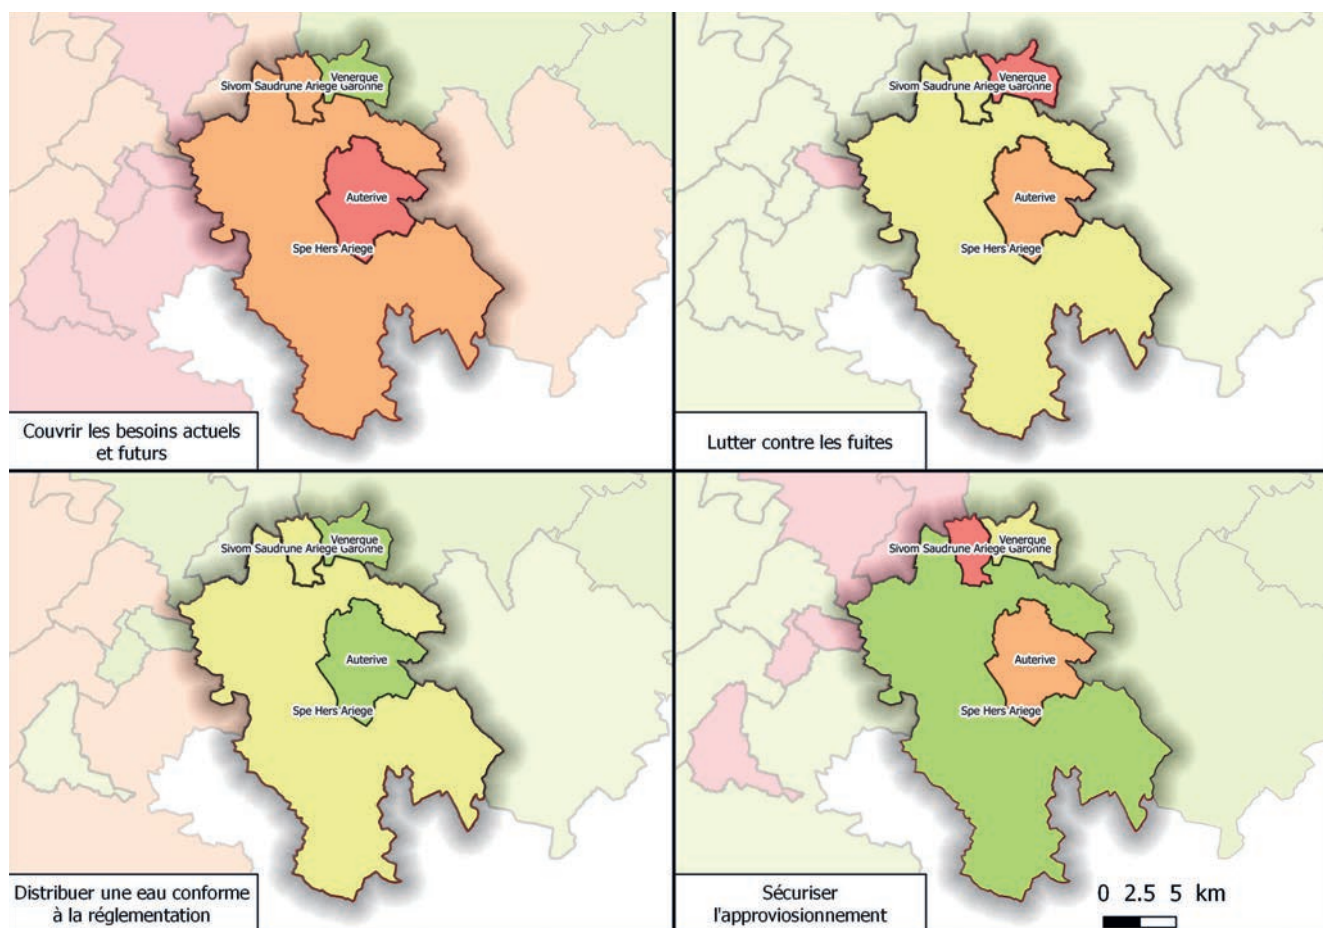 Venerque
Sivom Saudrune Ariege Garonne
Auterive
Spe Hers Ariege
Couvrir les besoins actuels
et futurs
Venerque
Sivom Saudrune Ariege Garonne
Auterive
Spe Hers Ariege
Lutter contre les fuites
Venerque
Sivom Saudrune Ariege Garonne
Auterive
Spe Hers Ariege
Distribuer une eau conforme
à la réglementation
Venerque
Sivom Saudrune Ariege Garonne
Auterive
Spe Hers Ariege
Sécuriser
l'approviosionnement
0 2.5 5 km